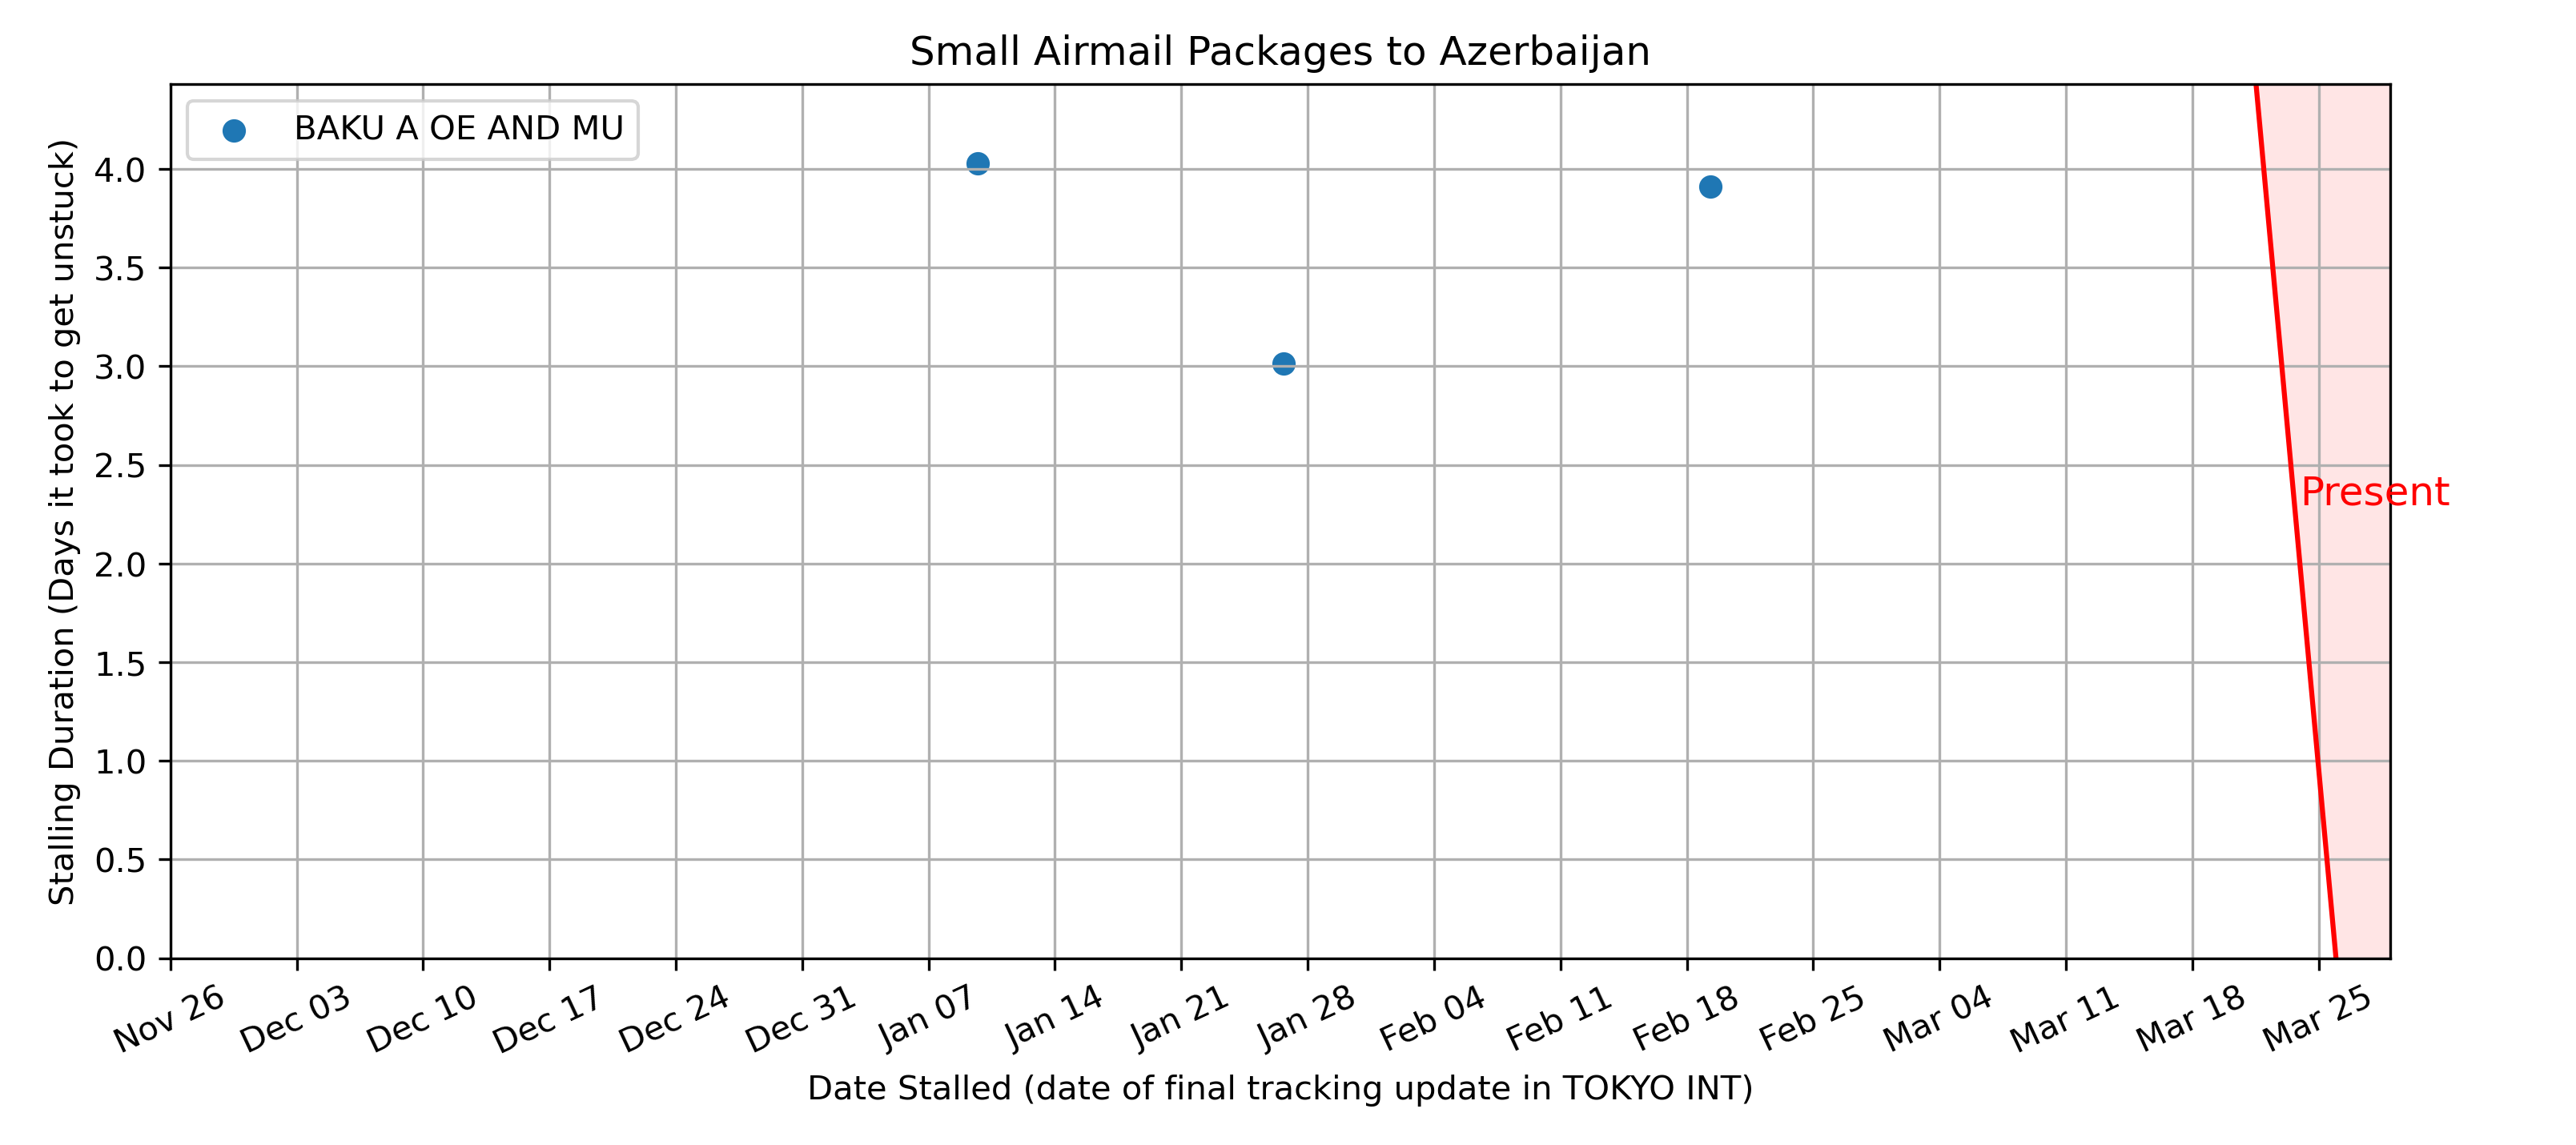 Small Airmail Packages to Azerbaijan
BAKU A OE AND MU
Stalling Duration (Days it took to get unstuck)
4.0
3.5
3.0
2.5
2.0
1.5
1.0
0.5
0.0
Present
Nov 26 Dec 03 Dec 10 Dec 17 Dec 24 Dec 31 Jan 07 Jan 14 Jan 21 Jan 28 Feb 04 Feb 11 Feb 18 Feb 25 Mar 04 Mar 11 Mar 18 Mar 25
Date Stalled (date of final tracking update in TOKYO INT)